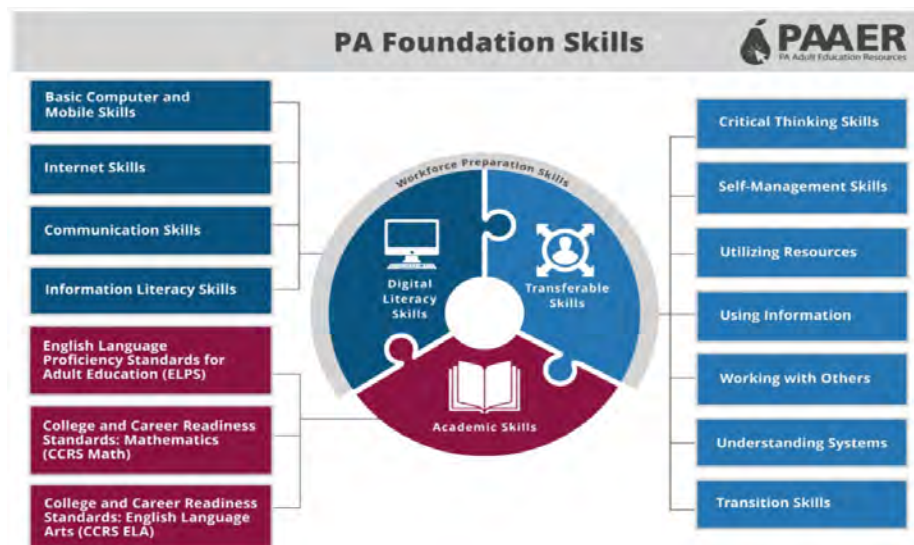 PA Foundation Skills
PAAER
PA Adult Education Resources
Basic Computer and
Mobile Skills
Internet Skills
Communication Skills
Information Literacy Skills
English Language
Proficiency Standards for
Adult Education (ELPS)
College and Career Readiness
Standards: Mathematics
(CCRS Math)
College and Career Readiness
Standards: English Language
Arts (CCRS ELA)
Workforce Preparation Skills
Digital
Literacy
Skills
Transferable
Skills
Academic Skills
Critical Thinking Skills
Self-Management Skills
Utilizing Resources
Using Information
Working with Others
Understanding Systems
Transition Skills